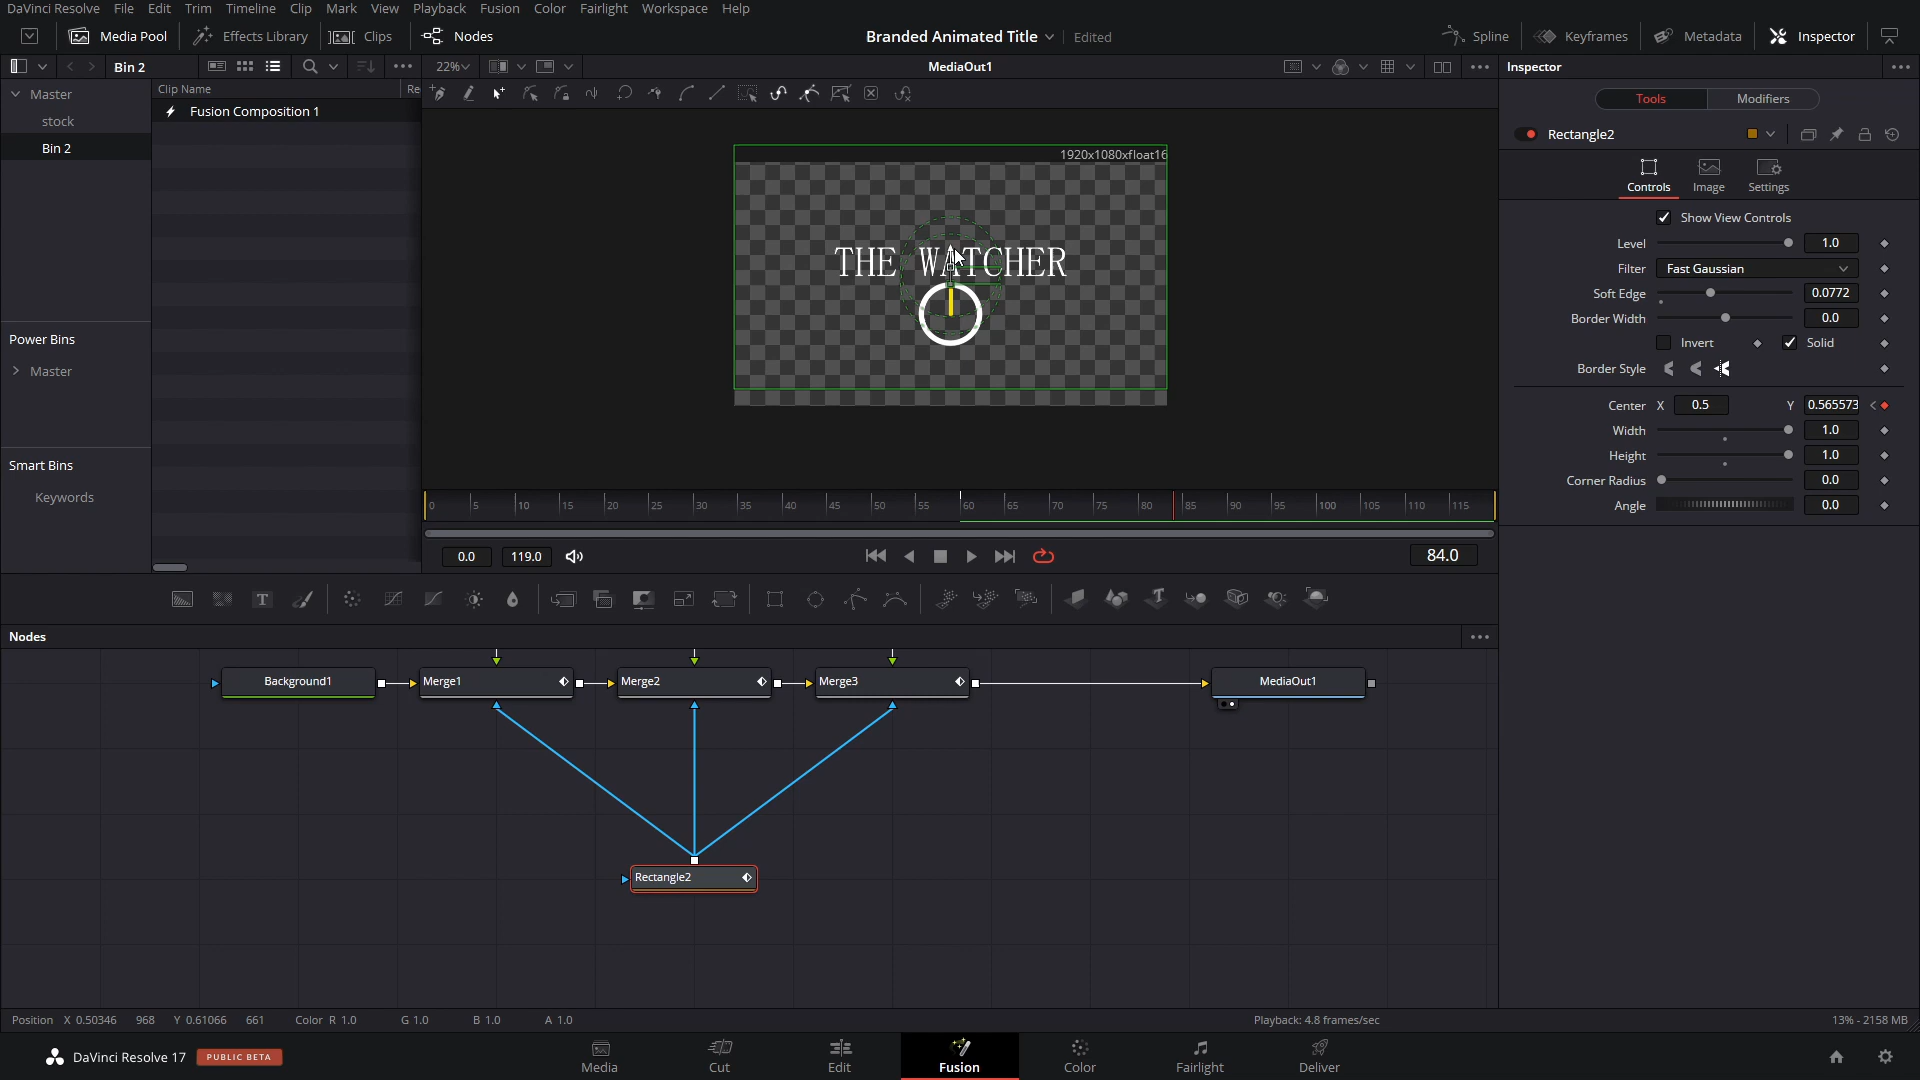 DaVinci Resolve File Edit Trim Timeline Clip Mark View Playback Fusion Color Fairlight Workspace Help
Media Pool Effects Library Clips Nodes Branded Animated Title Edited Spline Keyframes Metadata Inspector
Bin 2 22% MediaOut1 Inspector
Master Clip Name Re
stock Fusion Composition 1
Bin 2
Power Bins
Master
Smart Bins
Keywords
1920x1080xfloat16
THE WATCHER
0 5 10 15 20 25 30 35 40 45 50 55 60 65 70 75 80 85 90 95 100 105 110 115
0.0 119.0 84.0
Tools Modifiers
Rectangle2
Controls Image Settings
Show View Controls
Level 1.0
Filter Fast Gaussian
Soft Edge 0.0772
Border Width 0.0
Invert Solid
Border Style
Center X 0.5 Y 0.565573
Width 1.0
Height 1.0
Corner Radius 0.0
Angle 0.0
Nodes
Background1 Merge1 Merge2 Merge3 MediaOut1
Rectangle2
Position X 0.50346 968 Y 0.61066 661 Color R 1.0 G 1.0 B 1.0 A 1.0 Playback: 4.8 frames/sec 13% - 2158 MB
DaVinci Resolve 17 PUBLIC BETA Media Cut Edit Fusion Color Fairlight Deliver